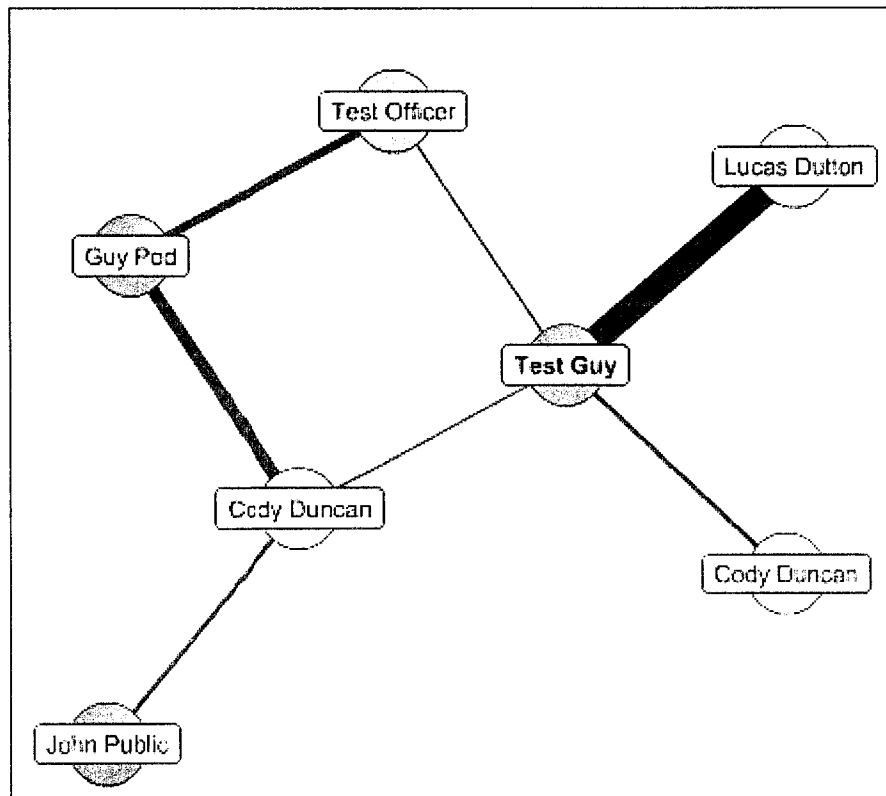 Test Officer
Lucas Dutton
Guy Pod
Test Guy
Cody Duncan
Cody Duncan
John Public